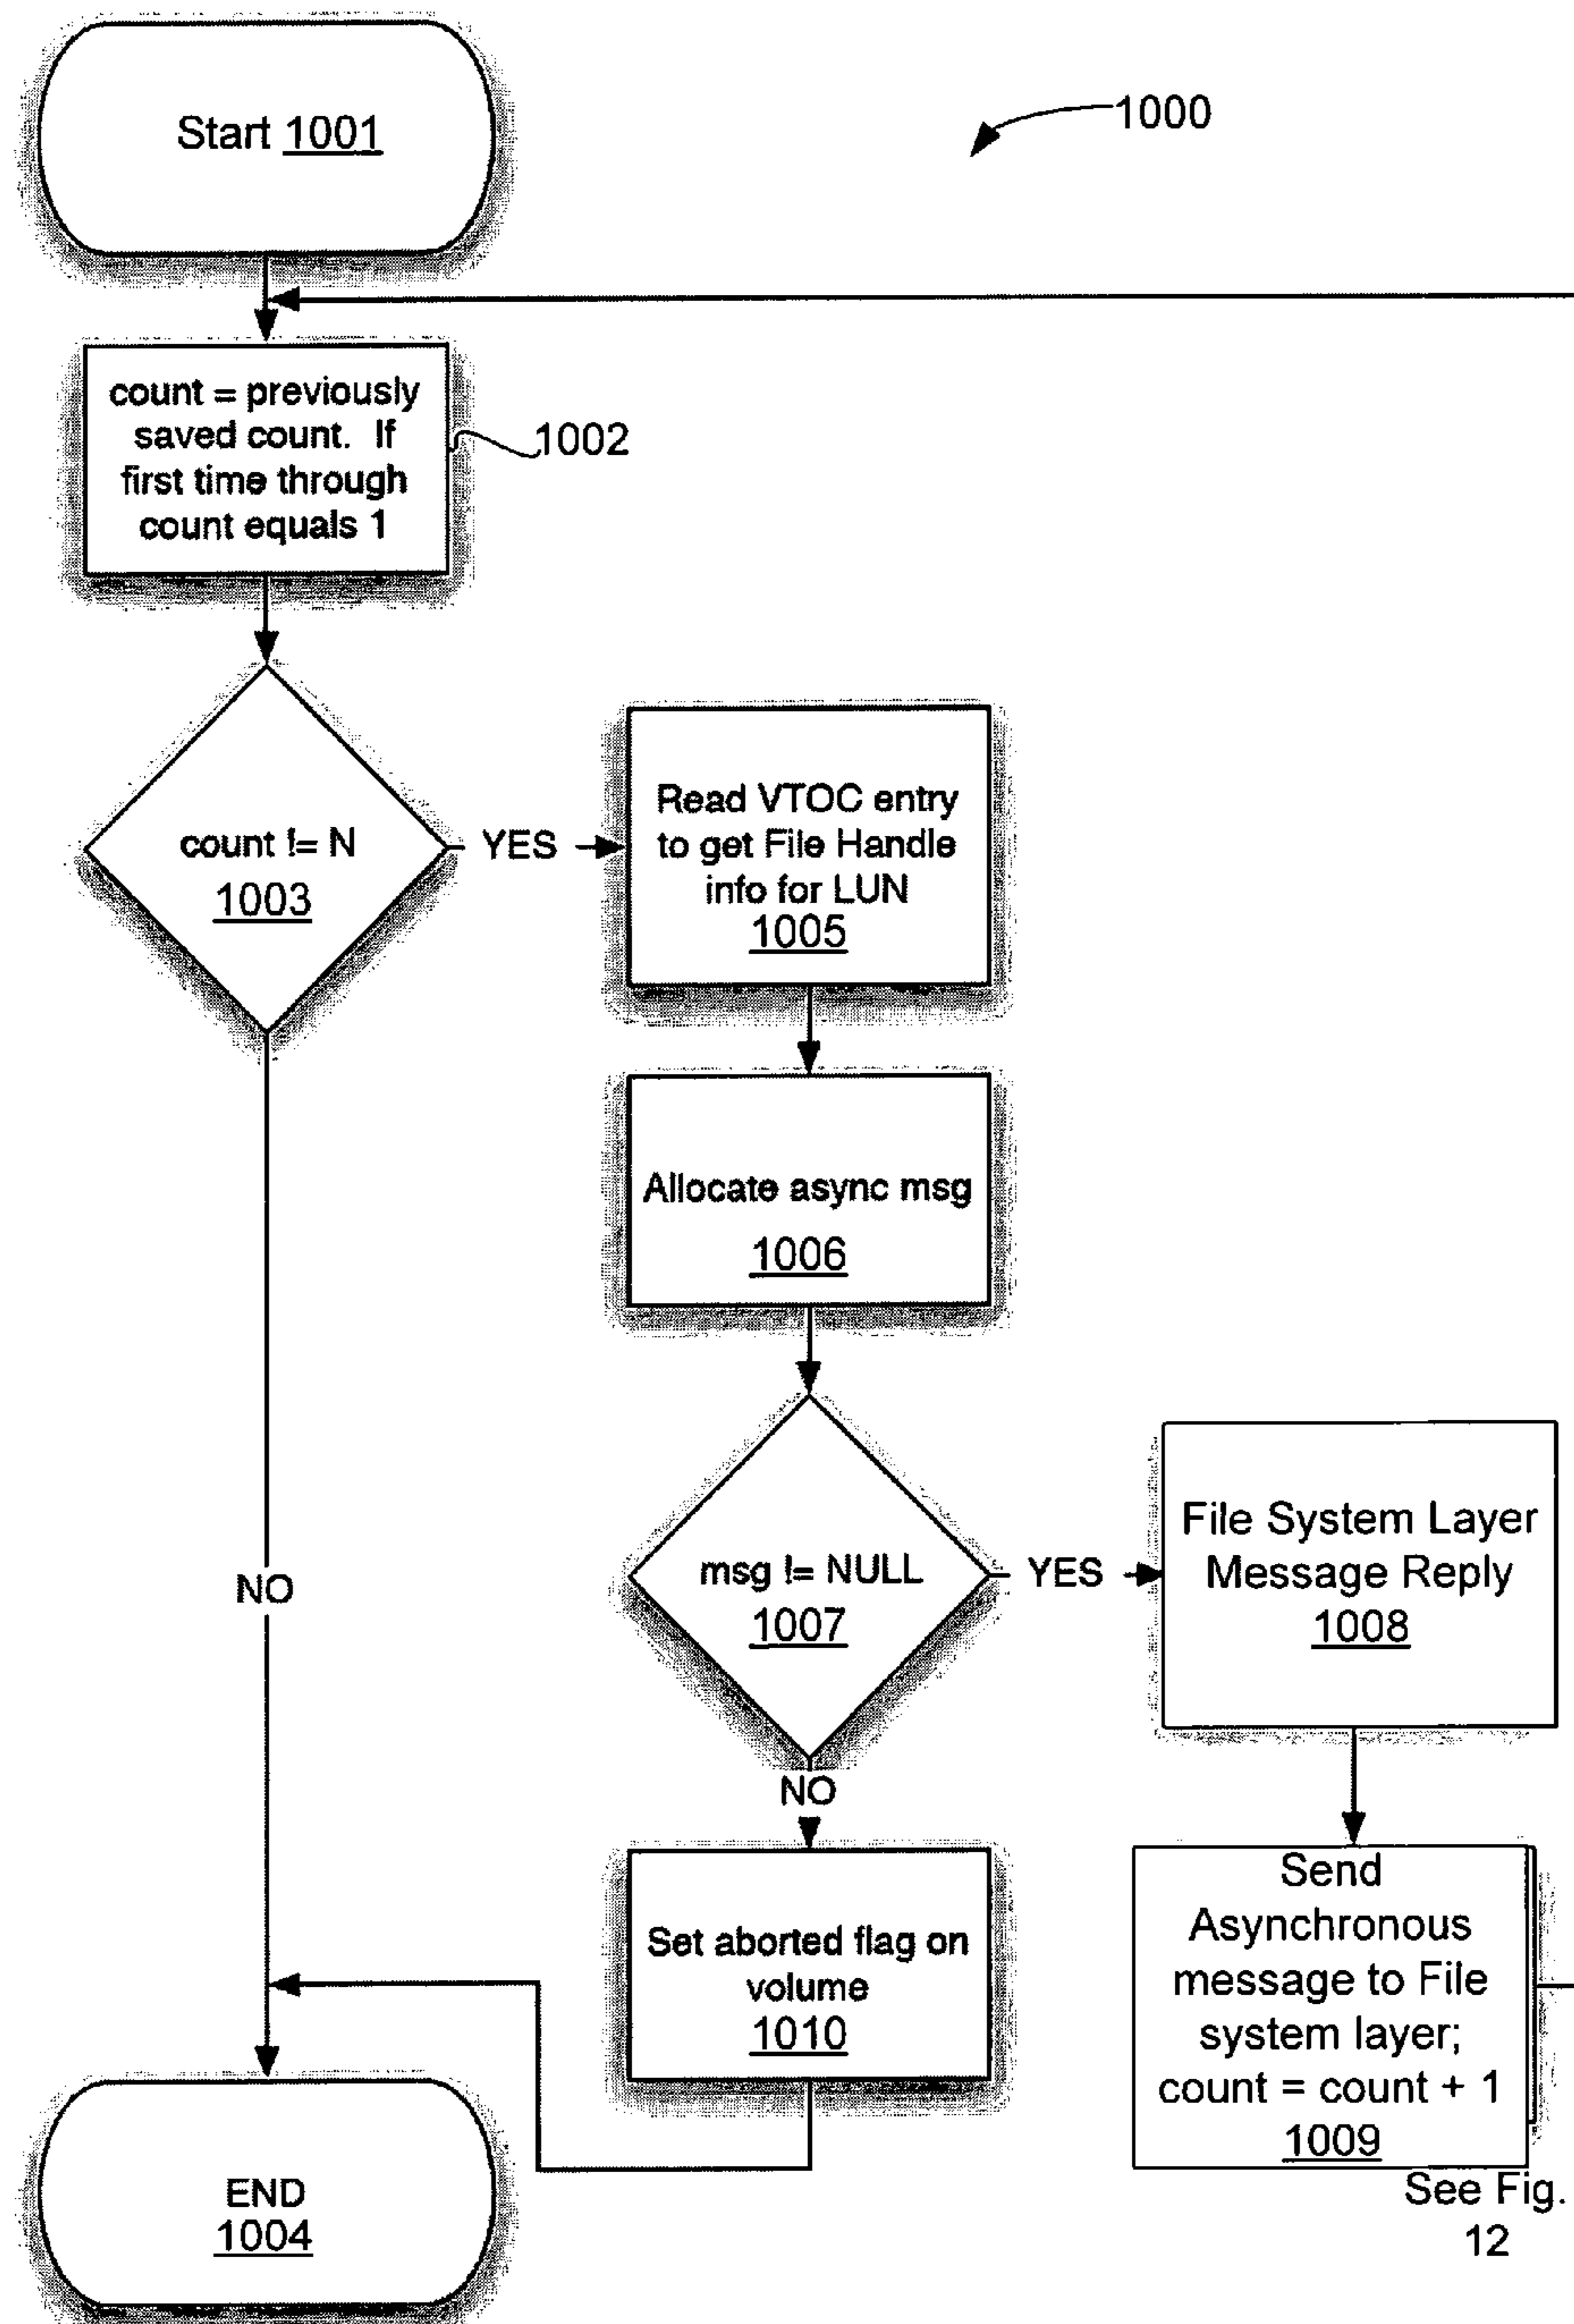 Start 1001
1000
count = previously
saved count. If
first time through
count equals 1
1002
count != N
1003
YES
Read VTOC entry
to get File Handle
info for LUN
1005
Allocate async msg
1006
msg != NULL
1007
YES
File System Layer
Message Reply
1008
NO
NO
Set aborted flag on
volume
1010
Send
Asynchronous
message to File
system layer;
count = count + 1
1009
See Fig.
12
END
1004